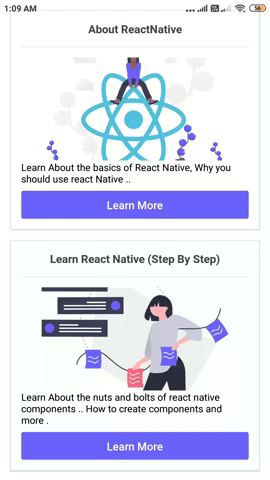 1:09 AM
56
About ReactNative
Learn About the basics of React Native, Why you
should use react Native ..
Learn More
Learn React Native (Step By Step)
Learn About the nuts and bolts of react native
components .. How to create components and
more .
Learn More